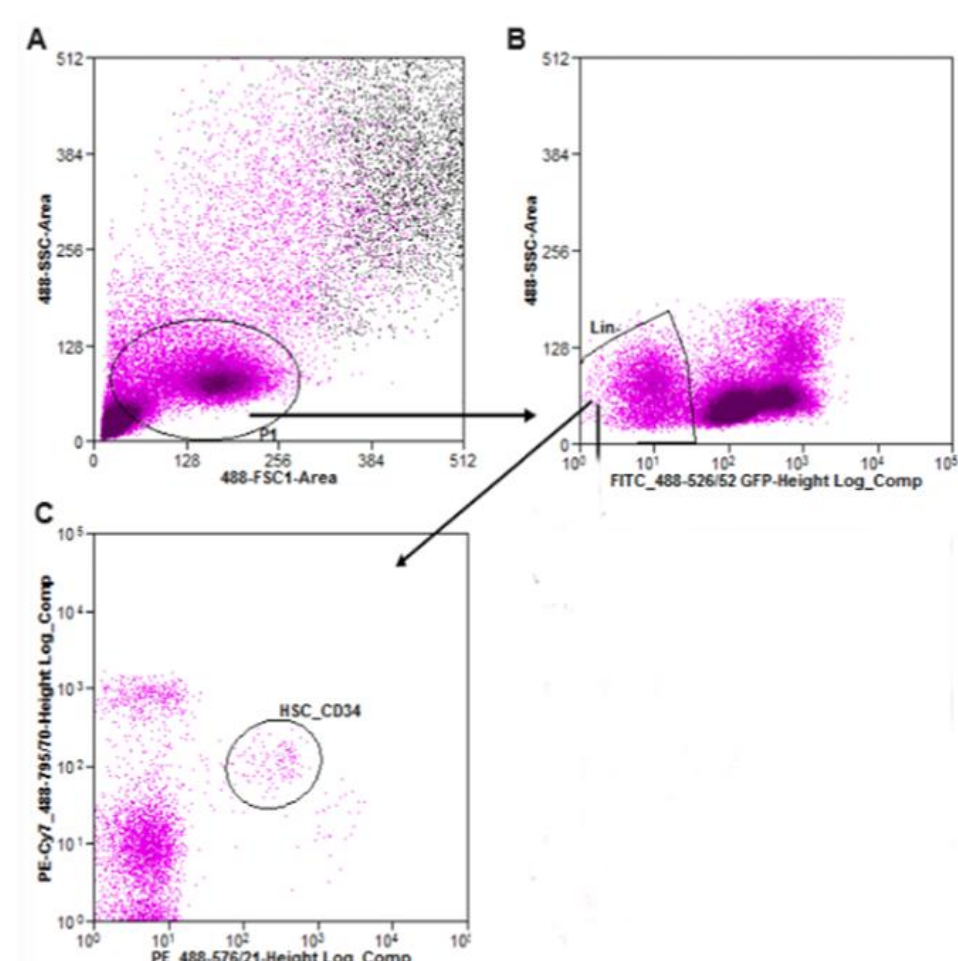 A
512
384
256
128
0
488-SSC-Area
P1
0 128 256 384 512
488-FSC1-Area
B
512
384
256
128
0
488-SSC-Area
Lin-
10⁰ 10¹ 10² 10³ 10⁴ 10⁵
FITC_488-526/52 GFP-Height Log_Comp
C
10⁵
10⁴
10³
10²
10¹
10⁰
PE-Cy7_488-795/70-Height Log_Comp
HSC_CD34
10⁰ 10¹ 10² 10³ 10⁴
PE_488-576/21-Height Log_Comp